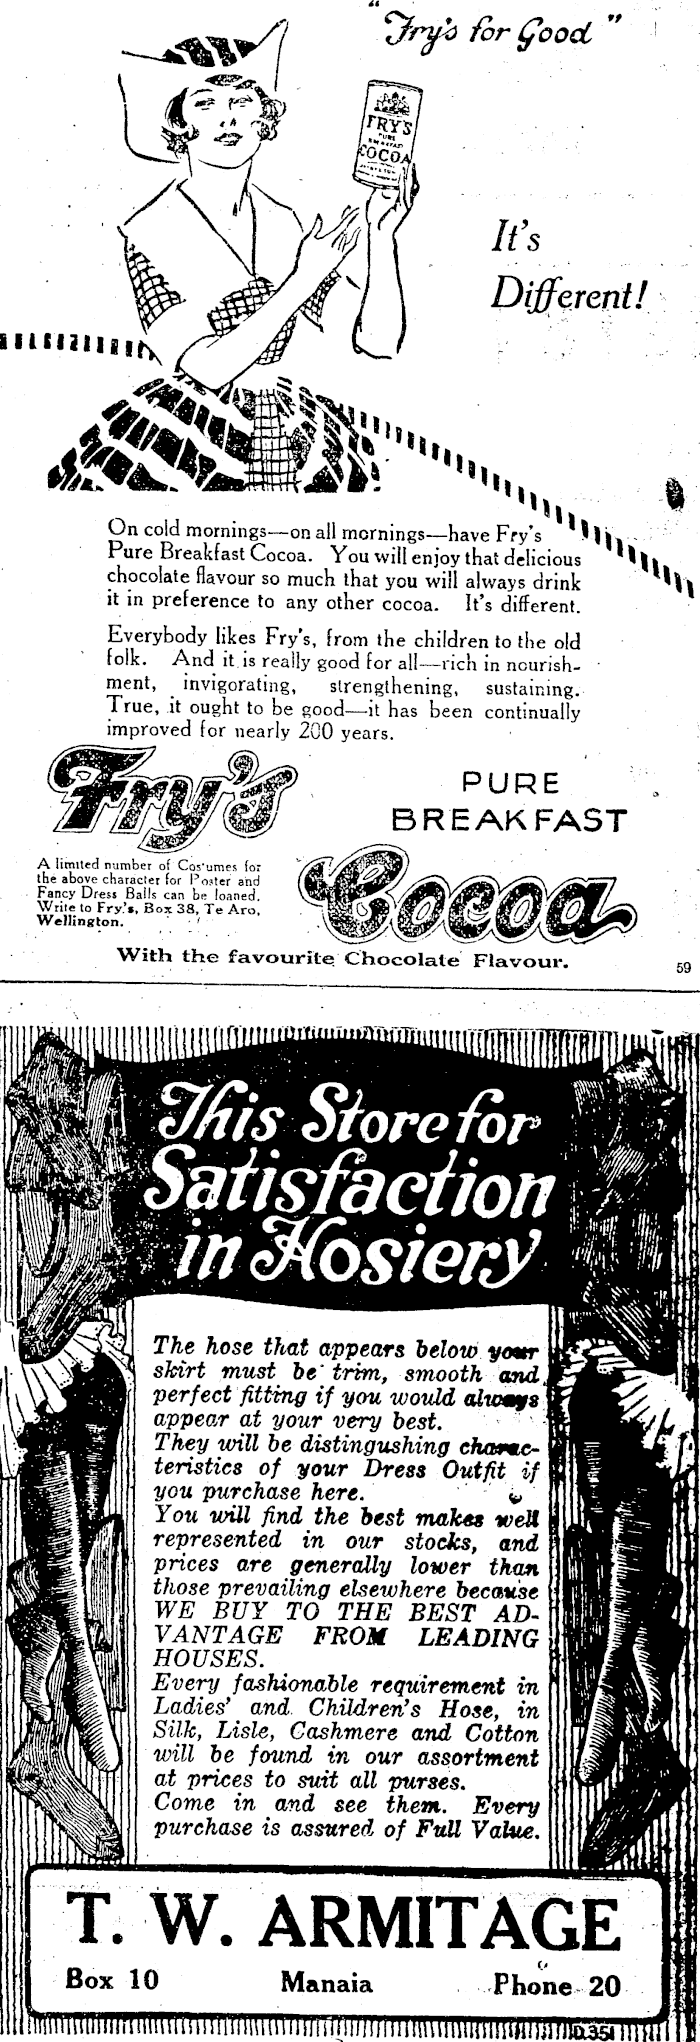 "Fry's for Good"
FRY'S
PURE
BREAKFAST
COCOA
It's
Different!
On cold mornings—on all mornings—have Fry's
Pure Breakfast Cocoa. You will enjoy that delicious
chocolate flavour so much that you will always drink
it in preference to any other cocoa. It's different.
Everybody likes Fry's, from the children to the old
folk. And it is really good for all—rich in nourish-
ment, invigorating, strengthening, sustaining.
True, it ought to be good—it has been continually
improved for nearly 200 years.
Fry's
PURE
BREAKFAST
Cocoa
A limited number of Costumes for
the above character for Poster and
Fancy Dress Balls can be loaned.
Write to Fry's, Box 38, Te Aro,
Wellington.
With the favourite Chocolate Flavour.
59
This Store for
Satisfaction
in Hosiery
The hose that appears below your
skirt must be trim, smooth and
perfect fitting if you would always
appear at your very best.
They will be distingushing charac-
teristics of your Dress Outfit if
you purchase here.
You will find the best makes well
represented in our stocks, and
prices are generally lower than
those prevailing elsewhere because
WE BUY TO THE BEST AD-
VANTAGE FROM LEADING
HOUSES.
Every fashionable requirement in
Ladies' and Children's Hose, in
Silk, Lisle, Cashmere and Cotton
will be found in our assortment
at prices to suit all purses.
Come in and see them. Every
purchase is assured of Full Value.
T. W. ARMITAGE
Box 10 Manaia Phone 20
D.351